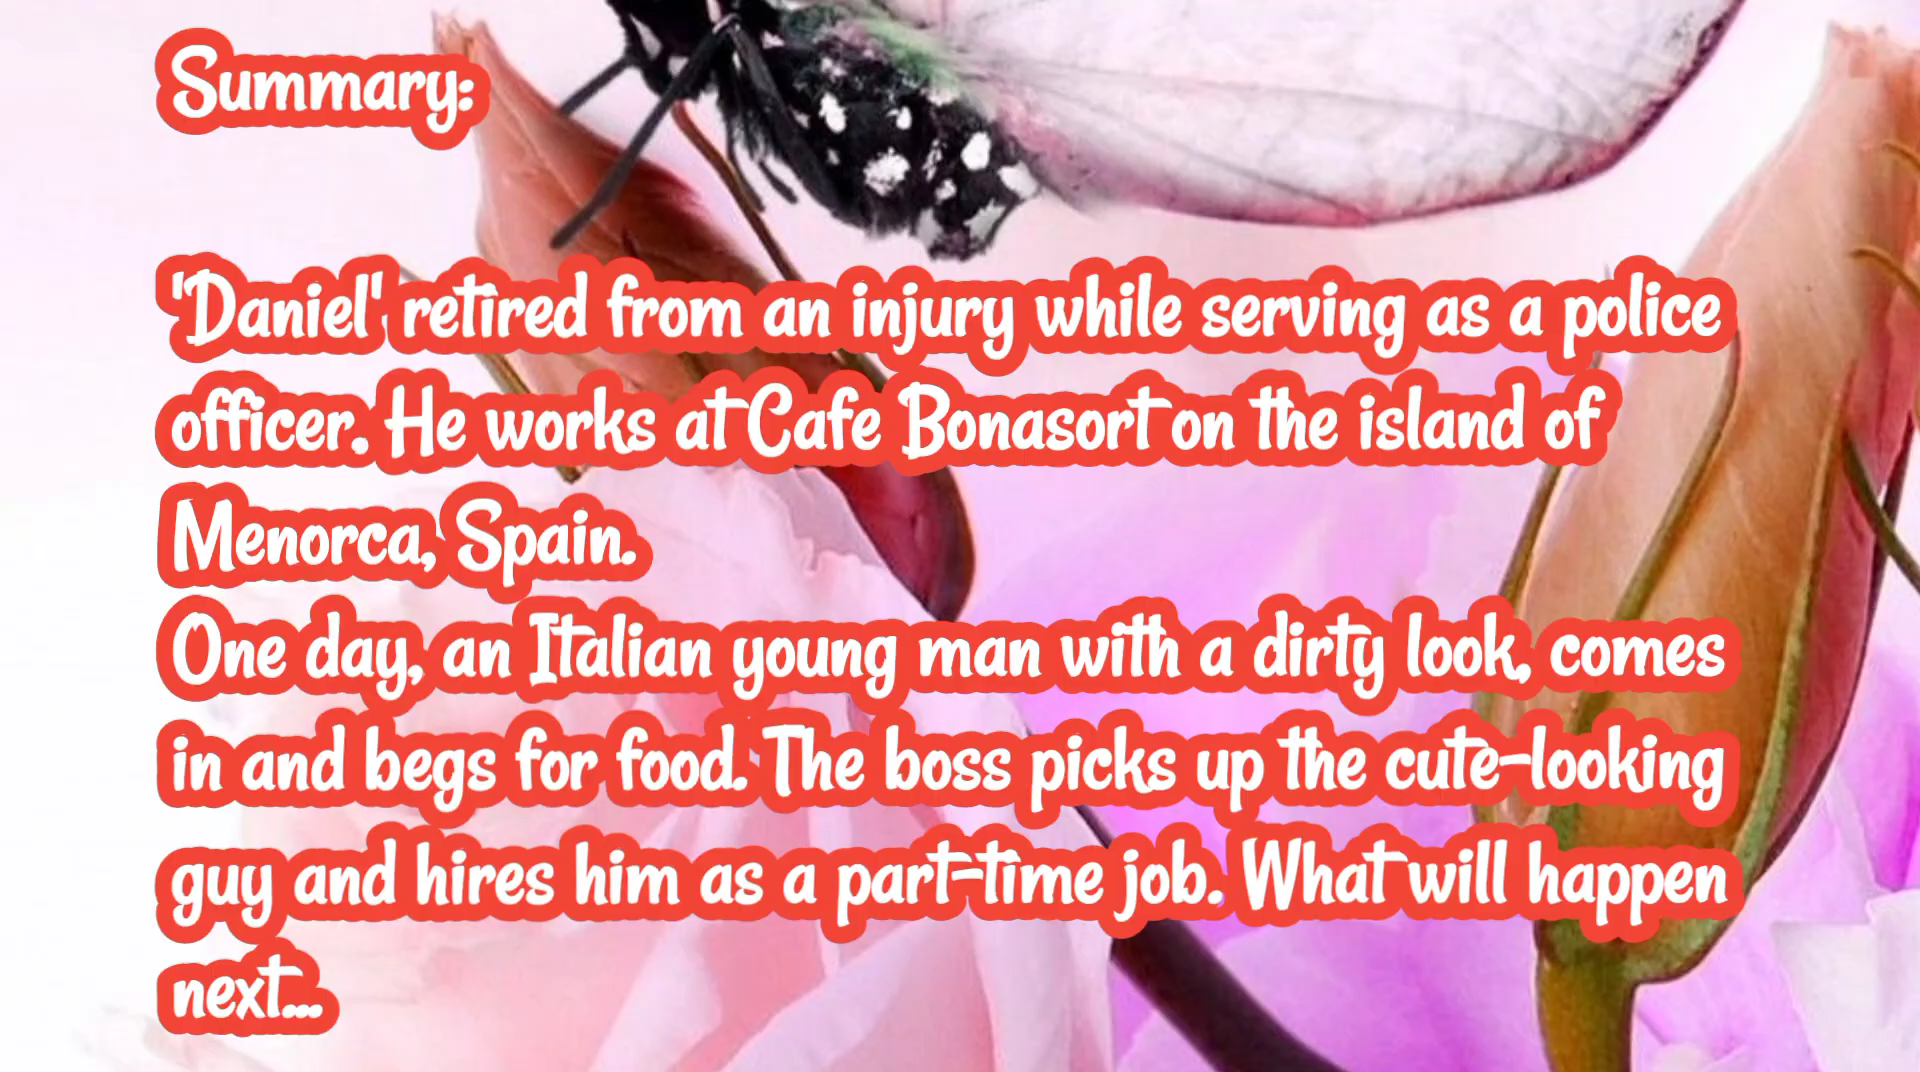 Summary:
'Daniel' retired from an injury while serving as a police
officer. He works at Cafe Bonasort on the island of
Menorca, Spain.
One day, an Italian young man with a dirty look, comes
in and begs for food. The boss picks up the cute-looking
guy and hires him as a part-time job. What will happen
next...